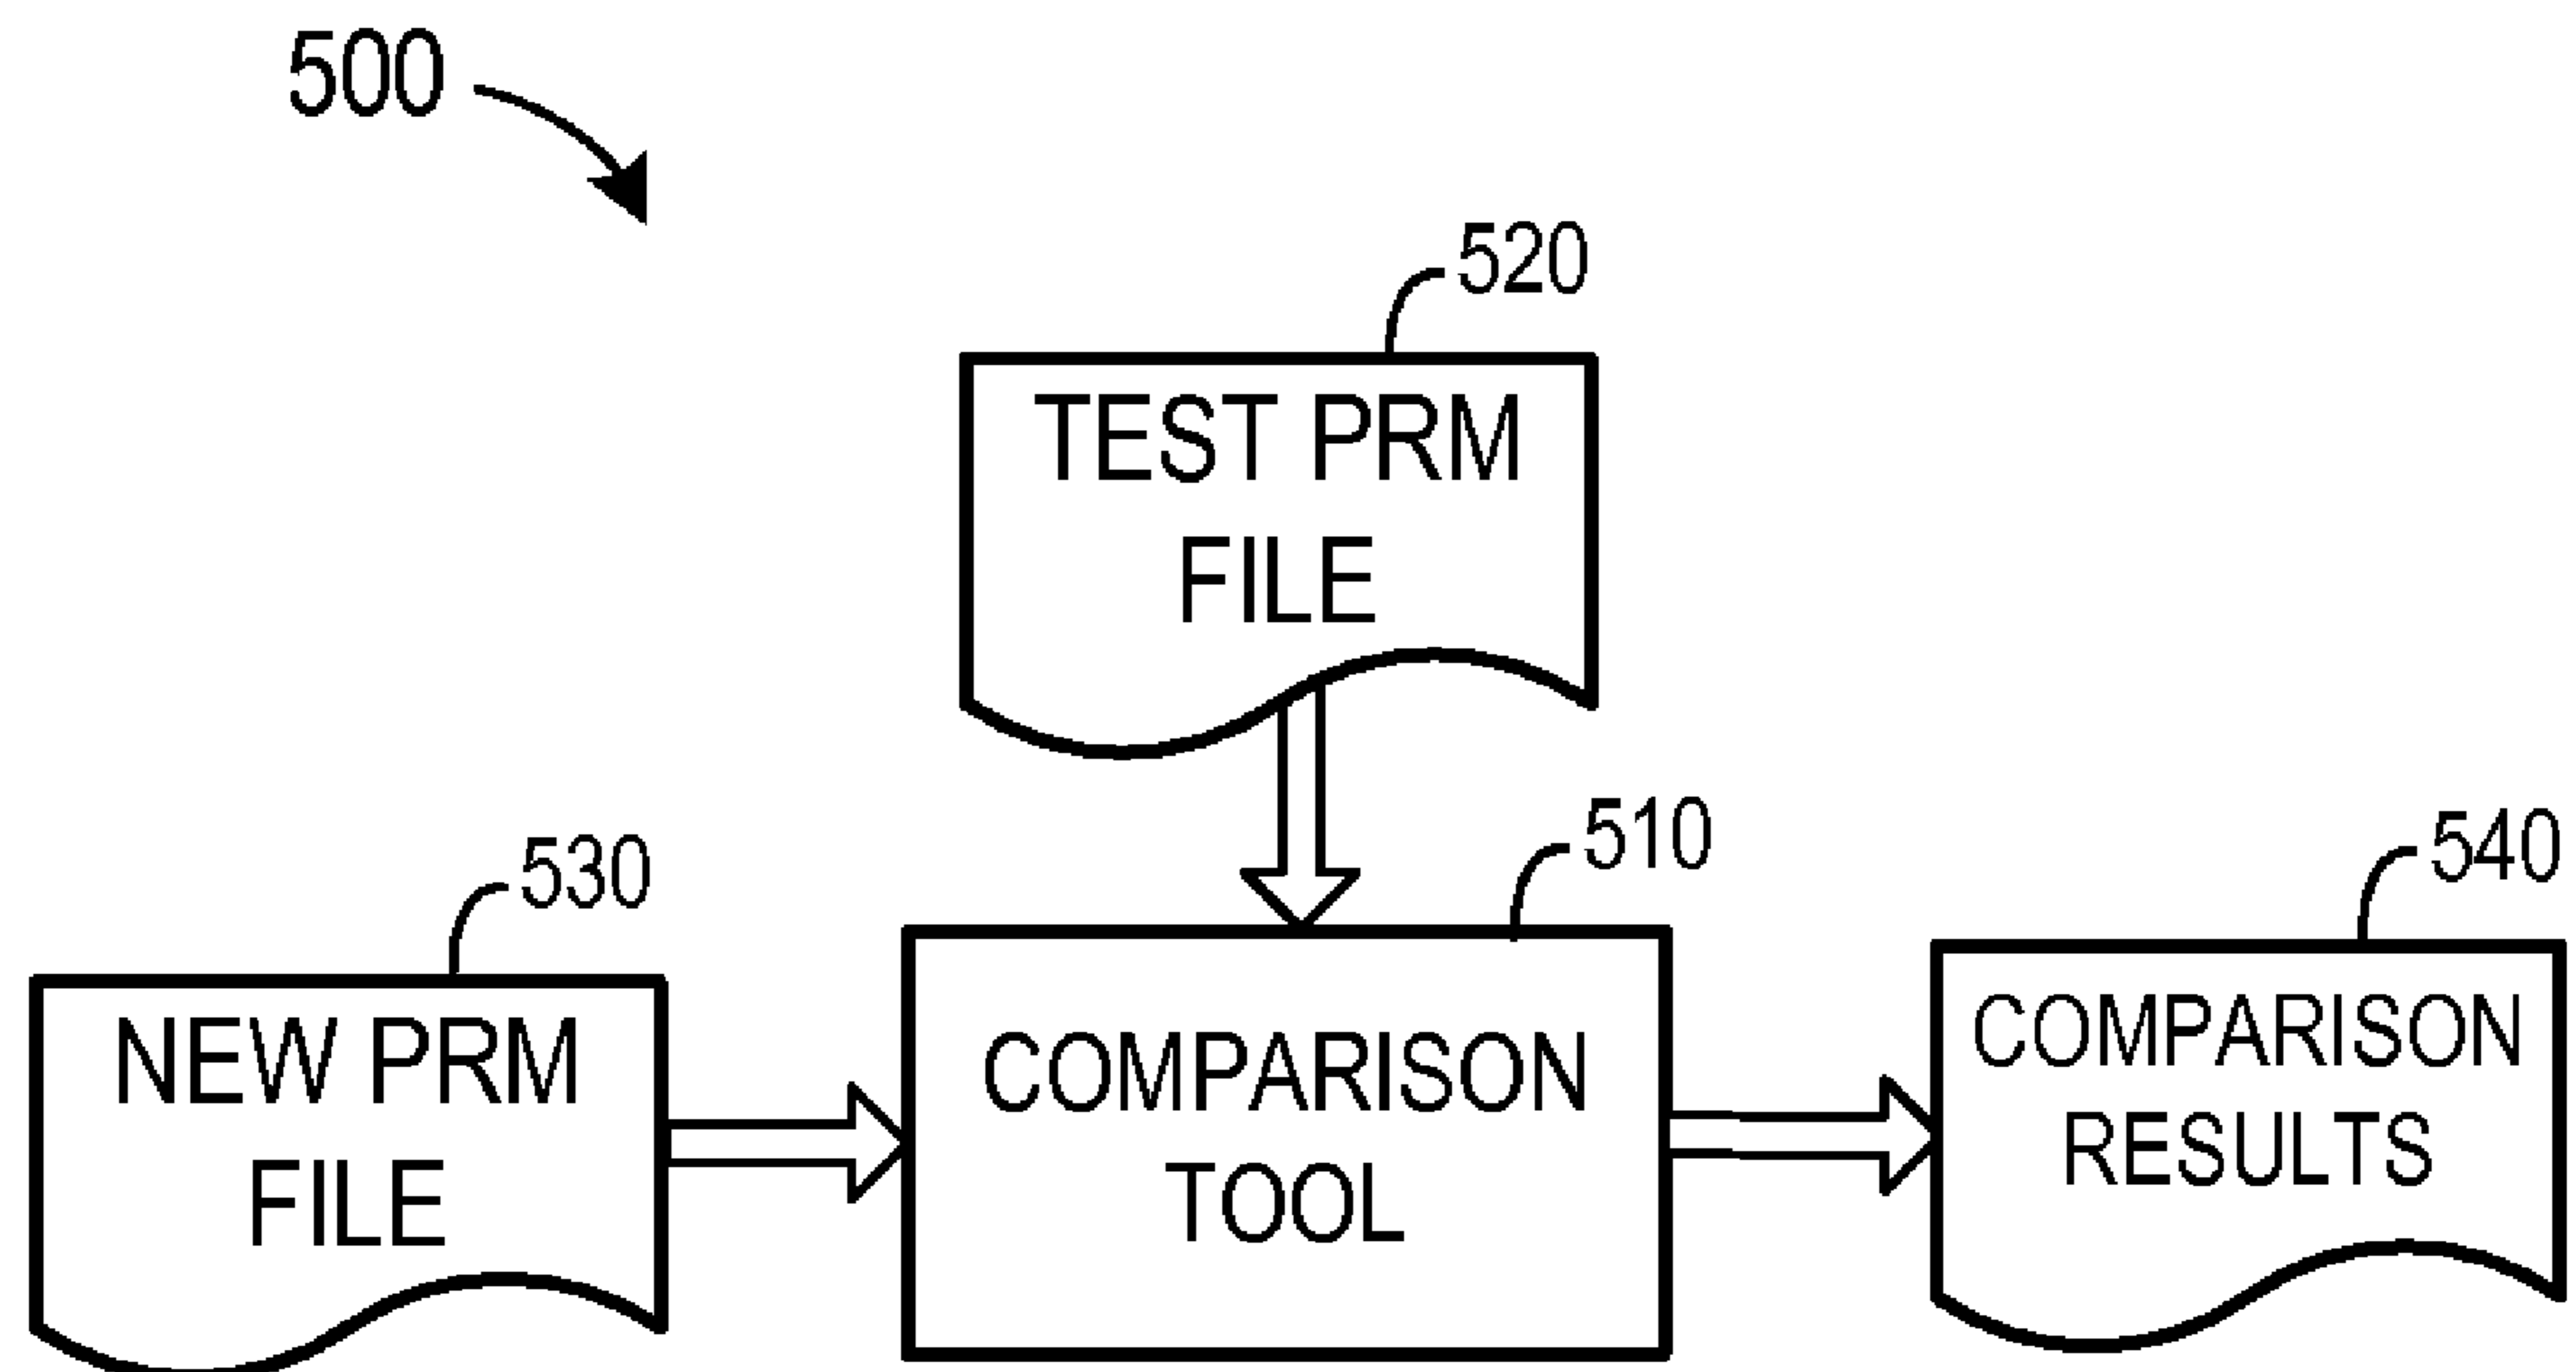 500
520
TEST PRM
FILE
530
NEW PRM
FILE
510
COMPARISON
TOOL
540
COMPARISON
RESULTS